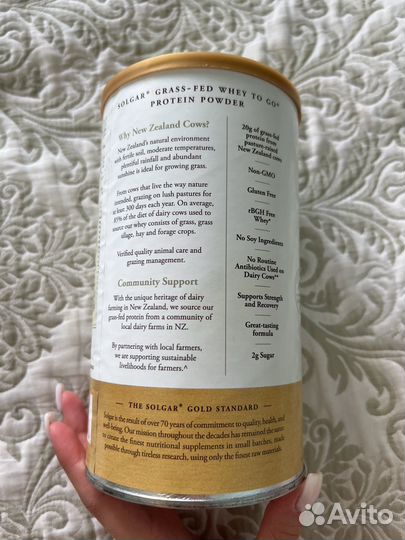 SOLGAR® GRASS-FED WHEY TO GO®
PROTEIN POWDER
Why New Zealand Cows?
New Zealand's natural environment
with fertile soil, moderate temperatures,
plentiful rainfall and abundant
sunshine is ideal for growing grass.
From cows that live the way nature
intended, grazing on lush pastures for
at least 300 days each year. On average,
85% of the diet of dairy cows used to
source our whey consists of grass, grass
silage, hay and forage crops.
Verified quality animal care and
grazing management.
Community Support
With the unique heritage of dairy
farming in New Zealand, we source our
grass-fed protein from a community of
local dairy farms in NZ.
By partnering with local farmers,
we are supporting sustainable
livelihoods for farmers.^
20g of grass-fed
protein from
pasture-raised
New Zealand cows
Non-GMO
Gluten Free
rBGH Free
Whey*
No Soy Ingredients
No Routine
Antibiotics Used on
Dairy Cows**
Supports Strength
and Recovery
Great-tasting
formula
2g Sugar
THE SOLGAR® GOLD STANDARD
Solgar is the result of over 70 years of commitment to quality, health, and
well-being. Our mission throughout the decades has remained the same:
to create the finest nutritional supplements in small batches, made
possible through tireless research, using only the finest raw materials.
Avito